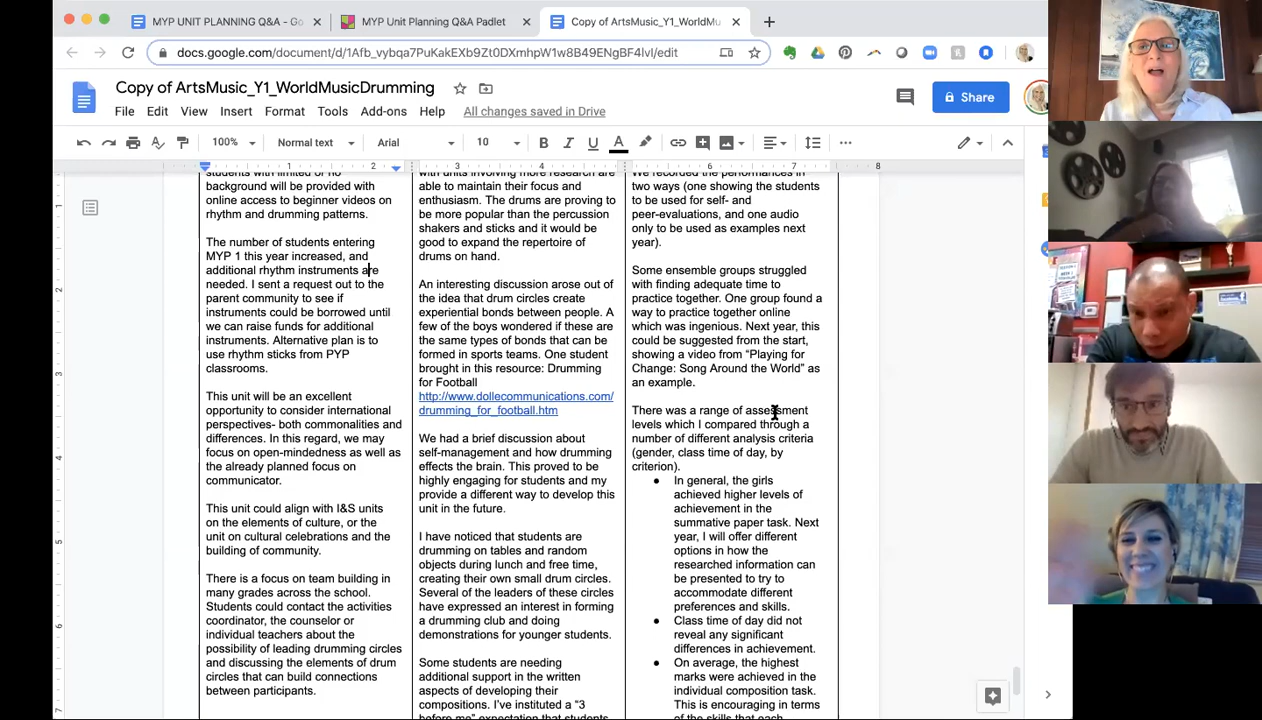 MYP UNIT PLANNING Q&A - Go
MYP Unit Planning Q&A Padlet
Copy of ArtsMusic_Y1_WorldMu
docs.google.com/document/d/1Afb_vybqa7PuKakEXi9Zt0DXmhpW1w8B49ENgBF4lvI/edit
Copy of ArtsMusic_Y1_WorldMusicDrumming
File Edit View Insert Format Tools Add-ons Help All changes saved in Drive
Share
100% Normal text Arial 10
1 2 3 4 5 6 7 8
students with limited or no
background will be provided with
online access to beginner videos on
rhythm and drumming patterns.
The number of students entering
MYP 1 this year increased, and
additional rhythm instruments are
needed. I sent a request out to the
parent community to see if
instruments could be borrowed until
we can raise funds for additional
instruments. Alternative plan is to
use rhythm sticks from PYP
classrooms.
This unit will be an excellent
opportunity to consider international
perspectives- both commonalities and
differences. In this regard, we may
focus on open-mindedness as well as
the already planned focus on
communicator.
This unit could align with I&S units
on the elements of culture, or the
unit on cultural celebrations and the
building of community.
There is a focus on team building in
many grades across the school.
Students could contact the activities
coordinator, the counselor or
individual teachers about the
possibility of leading drumming circles
and discussing the elements of drum
circles that can build connections
between participants.
with units involving more research are
able to maintain their focus and
enthusiasm. The drums are proving to
be more popular than the percussion
shakers and sticks and it would be
good to expand the repertoire of
drums on hand.
An interesting discussion arose out of
the idea that drum circles create
experiential bonds between people. A
few of the boys wondered if these are
the same types of bonds that can be
formed in sports teams. One student
brought in this resource: Drumming
for Football
http://www.dollecommunications.com/
drumming_for_football.htm
We had a brief discussion about
self-management and how drumming
effects the brain. This proved to be
highly engaging for students and my
provide a different way to develop this
unit in the future.
I have noticed that students are
drumming on tables and random
objects during lunch and free time,
creating their own small drum circles.
Several of the leaders of these circles
have expressed an interest in forming
a drumming club and doing
demonstrations for younger students.
Some students are needing
additional support in the written
aspects of developing their
compositions. I've instituted a "3
before me" expectation that students
We recorded the performances in
two ways (one showing the students
to be used for self- and
peer-evaluations, and one audio
only to be used as examples next
year).
Some ensemble groups struggled
with finding adequate time to
practice together. One group found a
way to practice together online
which was ingenious. Next year, this
could be suggested from the start,
showing a video from "Playing for
Change: Song Around the World" as
an example.
There was a range of assessment
levels which I compared through a
number of different analysis criteria
(gender, class time of day, by
criterion).
● In general, the girls
achieved higher levels of
achievement in the
summative paper task. Next
year, I will offer different
options in how the
researched information can
be presented to try to
accommodate different
preferences and skills.
● Class time of day did not
reveal any significant
differences in achievement.
● On average, the highest
marks were achieved in the
individual composition task.
This is encouraging in terms
of the skills that each